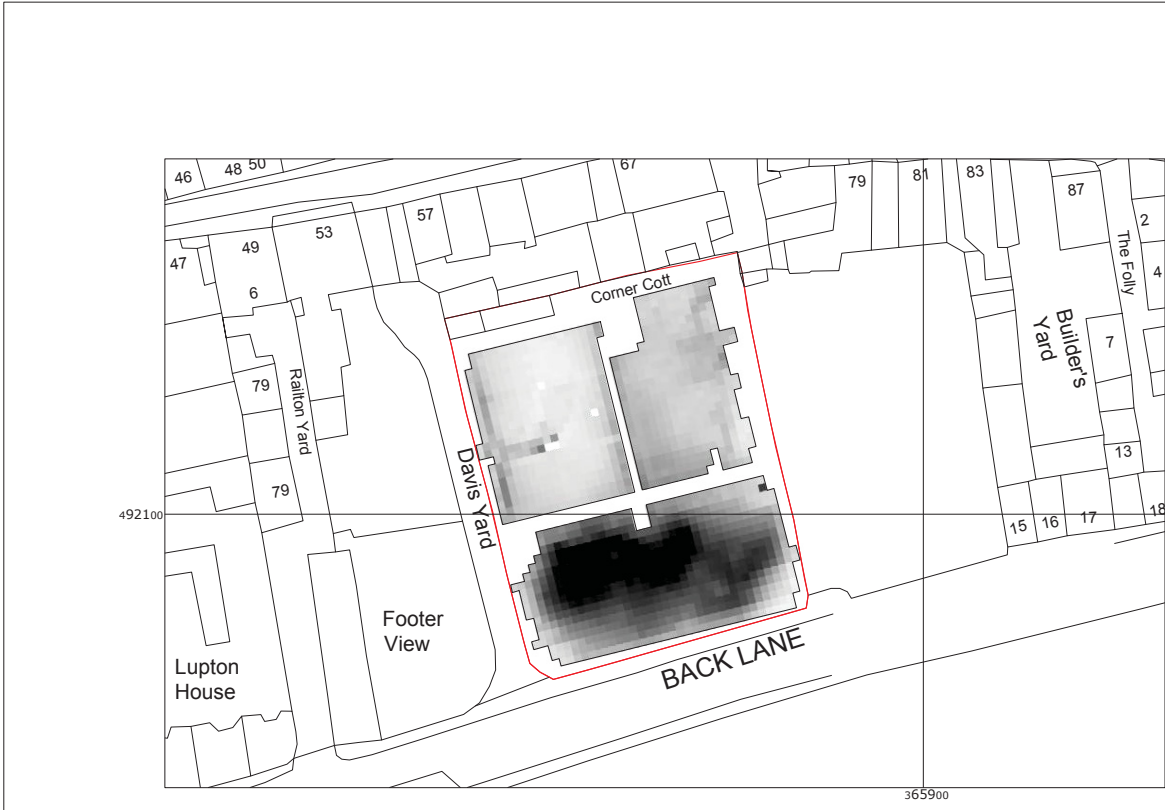 46
48
50
67
79
81
83
87
2
57
53
49
47
6
The Folly
4
Corner Cott
Builder's
Yard
7
79
Railton Yard
13
79
Davis Yard
492100
15
16
17
18
Footer
View
Lupton
House
BACK LANE
365900